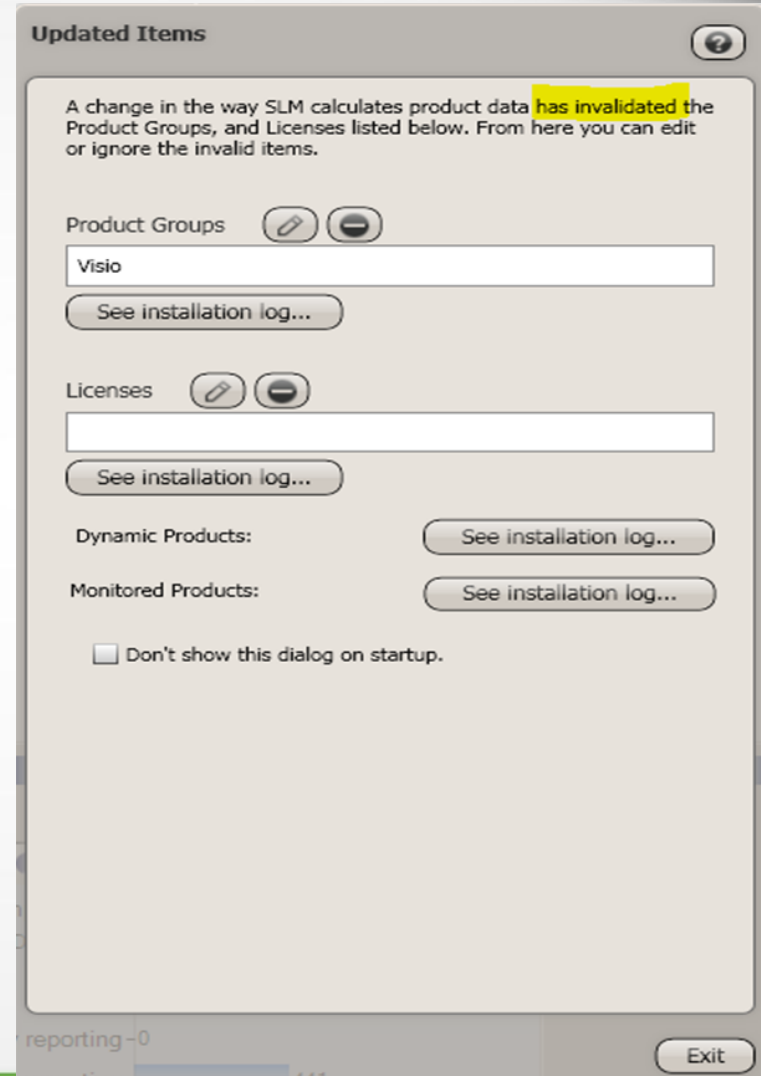 Updated Items
A change in the way SLM calculates product data has invalidated the
Product Groups, and Licenses listed below. From here you can edit
or ignore the invalid items.
Product Groups
Visio
See installation log...
Licenses
See installation log...
Dynamic Products:
See installation log...
Monitored Products:
See installation log...
Don't show this dialog on startup.
reporting-0
Exit